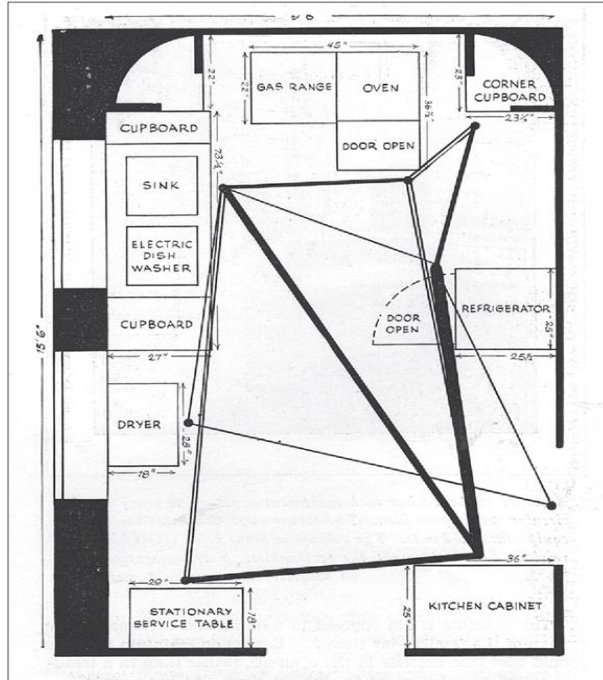 45"
22"
22"
GAS RANGE
OVEN
36½"
23"
CORNER
CUPBOARD
23½"
CUPBOARD
73¼"
DOOR OPEN
SINK
ELECTRIC
DISH
WASHER
REFRIGERATOR
25"
DOOR
OPEN
25½
CUPBOARD
27"
15'6"
DRYER
28"
18"
29"
36"
STATIONARY
SERVICE TABLE
18"
25"
KITCHEN CABINET